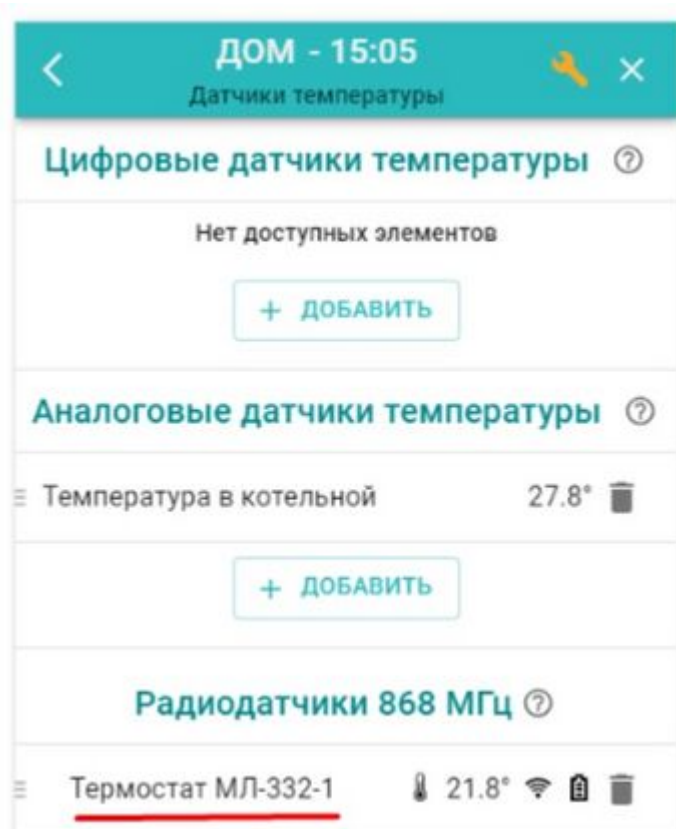 ДОМ - 15:05
Датчики температуры
Цифровые датчики температуры ?
Нет доступных элементов
+ ДОБАВИТЬ
Аналоговые датчики температуры ?
Температура в котельной 27.8°
+ ДОБАВИТЬ
Радиодатчики 868 МГц ?
Термостат МЛ-332-1 21.8°